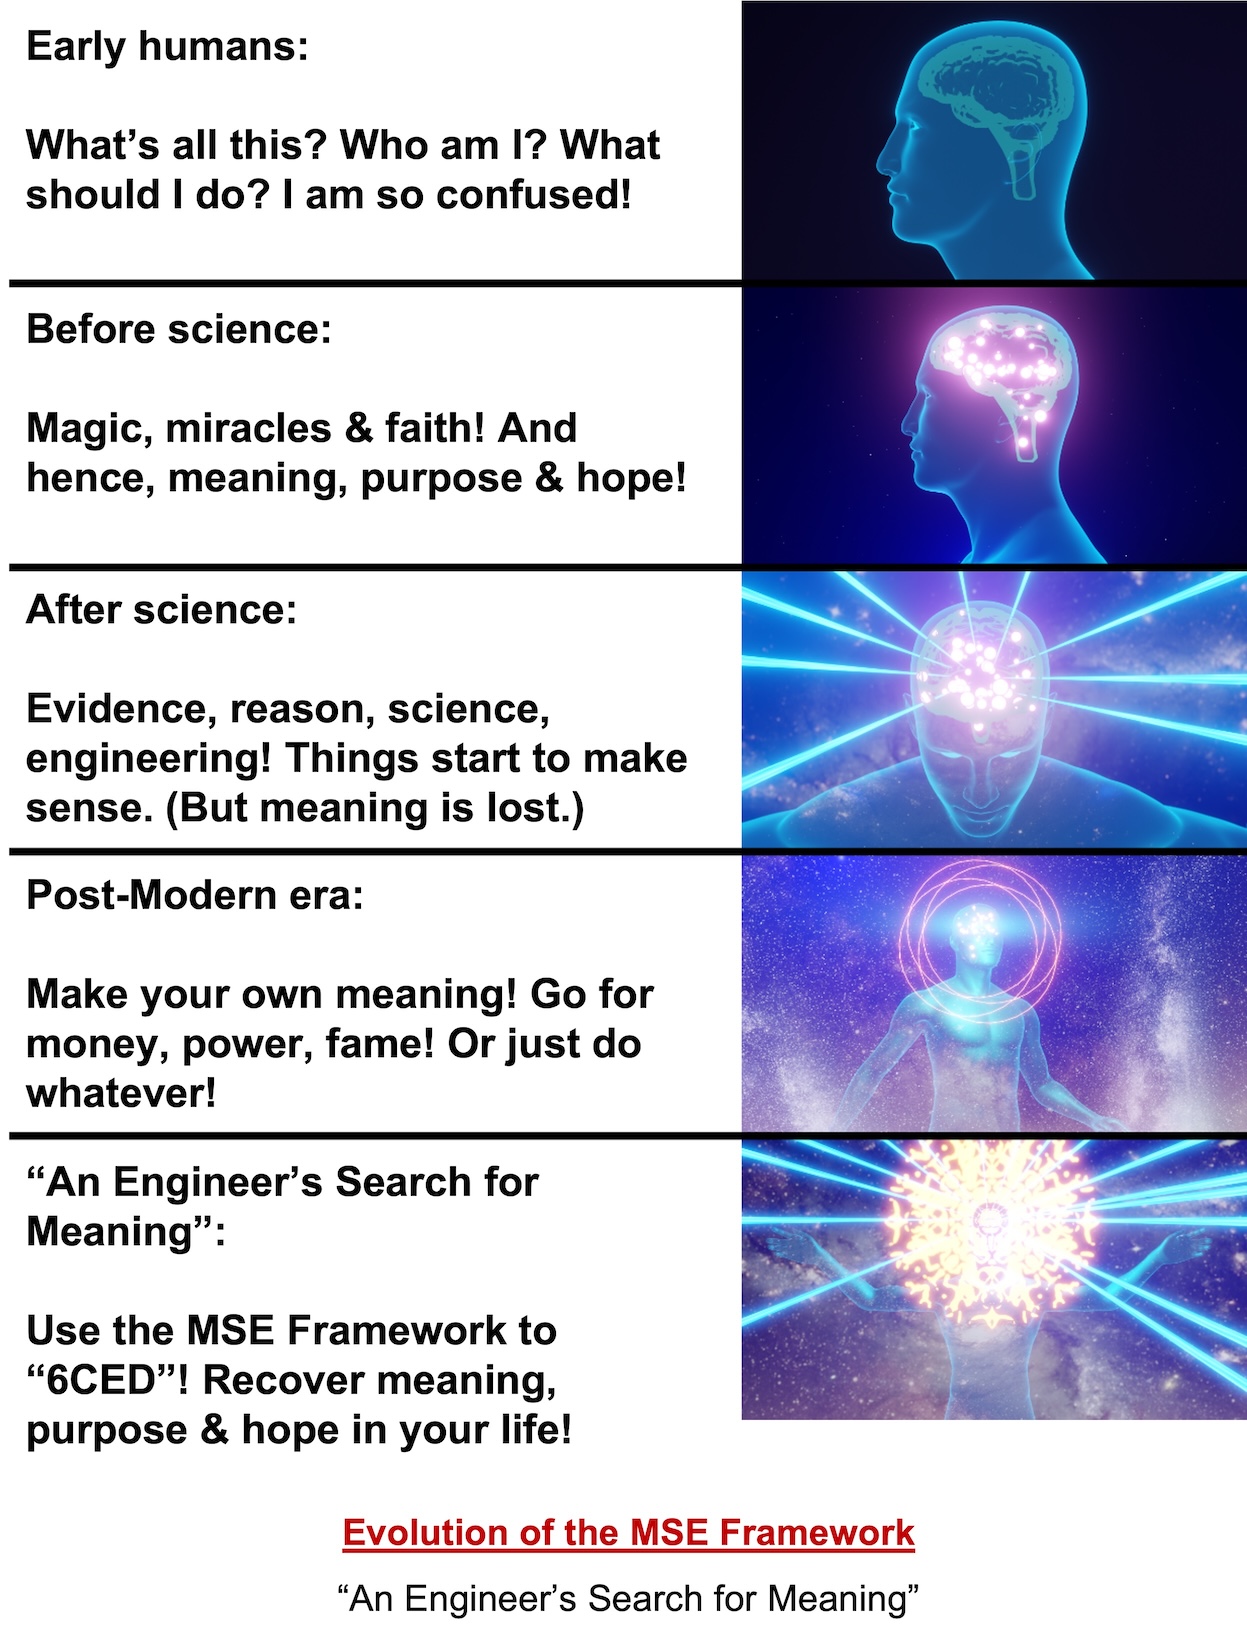 Early humans:
What’s all this? Who am I? What
should I do? I am so confused!
Before science:
Magic, miracles & faith! And
hence, meaning, purpose & hope!
After science:
Evidence, reason, science,
engineering! Things start to make
sense. (But meaning is lost.)
Post-Modern era:
Make your own meaning! Go for
money, power, fame! Or just do
whatever!
“An Engineer’s Search for
Meaning”:
Use the MSE Framework to
“6CED”! Recover meaning,
purpose & hope in your life!
Evolution of the MSE Framework
“An Engineer’s Search for Meaning”